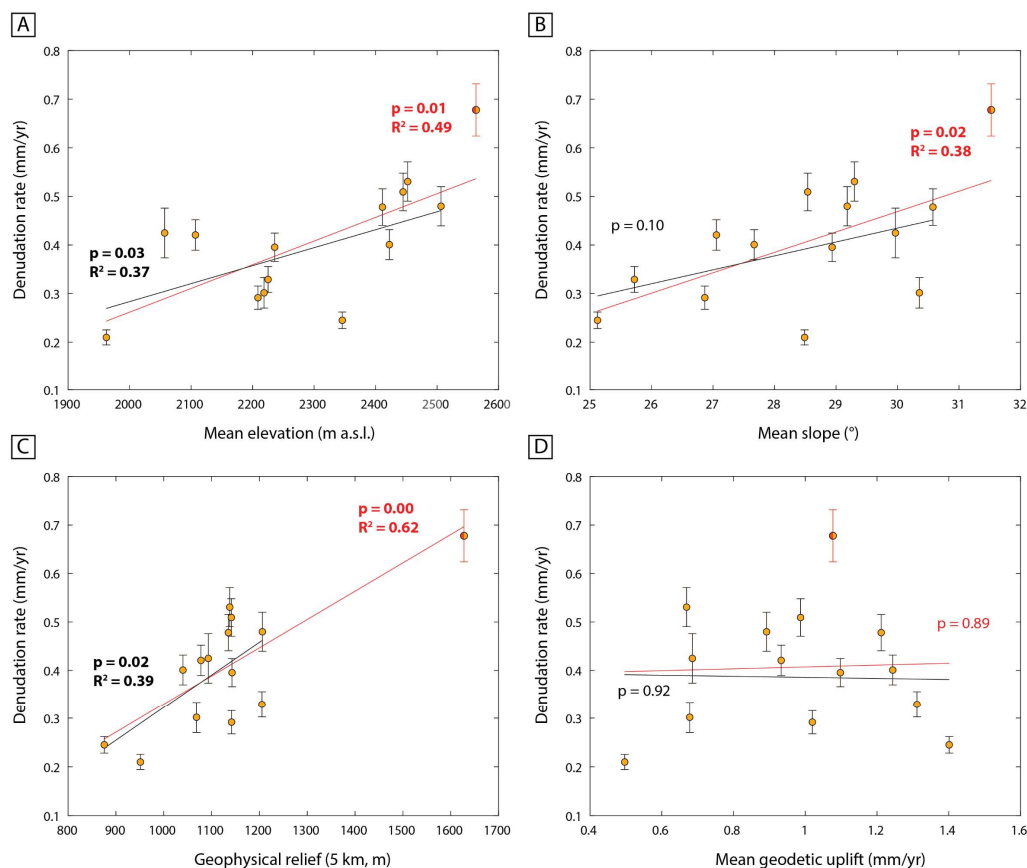 A
B
0.8
0.7
0.6
0.5
0.4
0.3
0.2
0.1
Denudation rate (mm/yr)
p = 0.01
R² = 0.49
p = 0.03
R² = 0.37
1900 2000 2100 2200 2300 2400 2500 2600
Mean elevation (m a.s.l.)
0.8
0.7
0.6
0.5
0.4
0.3
0.2
0.1
Denudation rate (mm/yr)
p = 0.02
R² = 0.38
p = 0.10
25 26 27 28 29 30 31 32
Mean slope (°)
C
D
0.8
0.7
0.6
0.5
0.4
0.3
0.2
0.1
Denudation rate (mm/yr)
p = 0.00
R² = 0.62
p = 0.02
R² = 0.39
800 900 1000 1100 1200 1300 1400 1500 1600 1700
Geophysical relief (5 km, m)
0.8
0.7
0.6
0.5
0.4
0.3
0.2
0.1
Denudation rate (mm/yr)
p = 0.89
p = 0.92
0.4 0.6 0.8 1 1.2 1.4 1.6
Mean geodetic uplift (mm/yr)